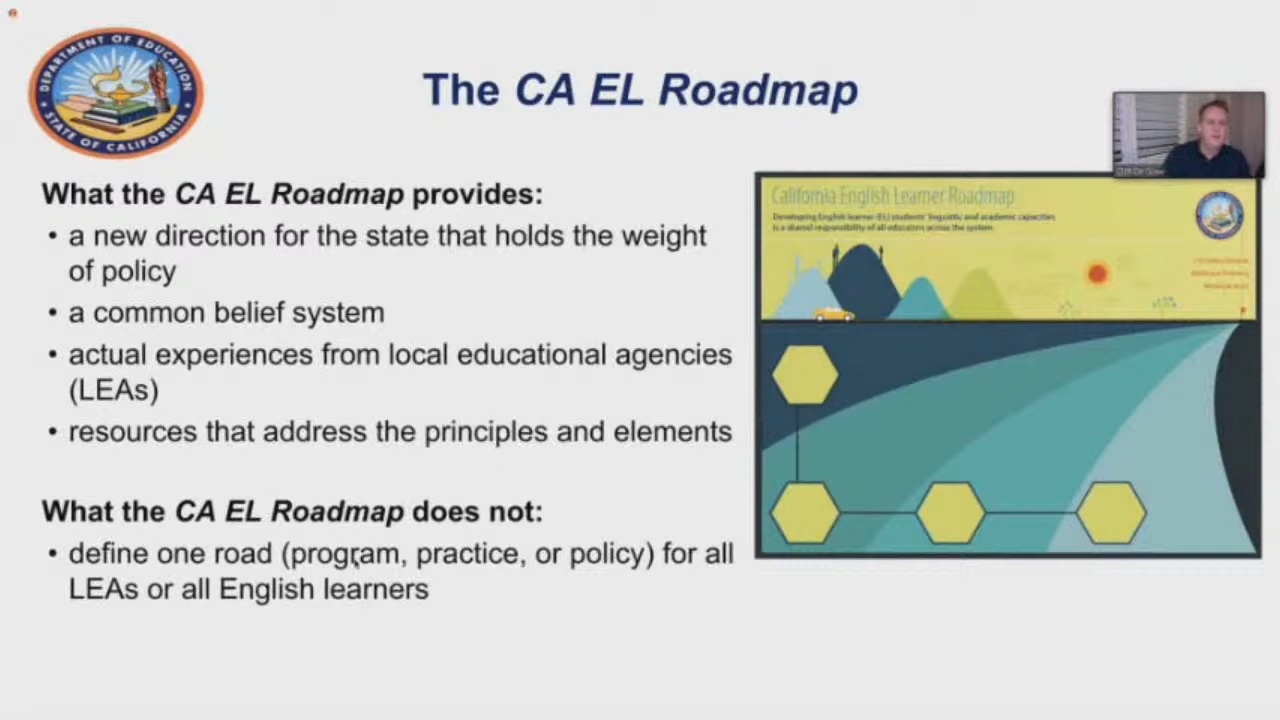 DEPARTMENT OF EDUCATION
STATE OF CALIFORNIA
The CA EL Roadmap
What the CA EL Roadmap provides:
• a new direction for the state that holds the weight
of policy
• a common belief system
• actual experiences from local educational agencies
(LEAs)
• resources that address the principles and elements
What the CA EL Roadmap does not:
• define one road (program, practice, or policy) for all
LEAs or all English learners
California English Learner Roadmap
Developing English learner (EL) students' linguistic and academic capacities
is a shared responsibility of all educators across the system.